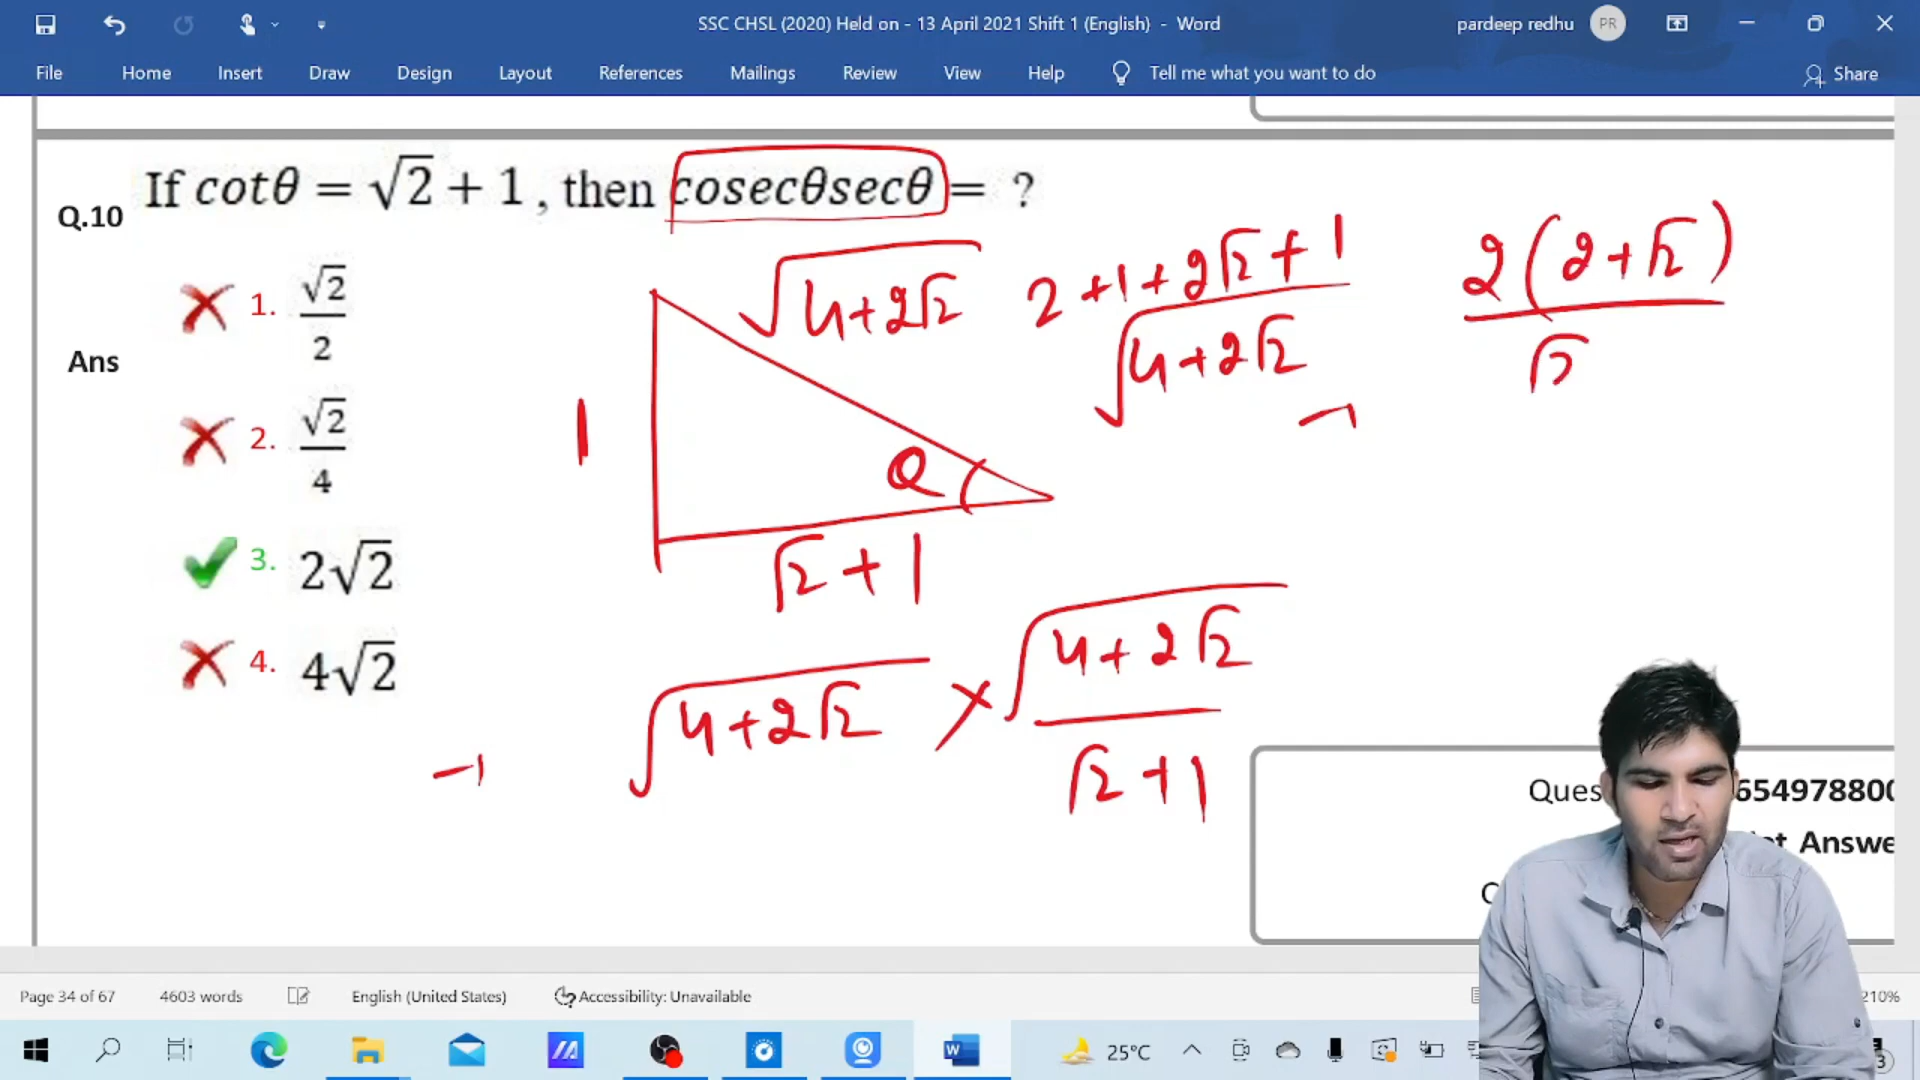 SSC CHSL (2020) Held on - 13 April 2021 Shift 1 (English) - Word
pardeep redhu PR
File Home Insert Draw Design Layout References Mailings Review View Help Tell me what you want to do Share
Q.10 If cotθ = √2 + 1, then cosecθsecθ = ?
Ans
1. √2/2
2. √2/4
3. 2√2
4. 4√2
√4+2√2
2+1+2√2+1
√4+2√2
2(2+√2)
√2
1
θ
√2+1
√4+2√2 × √4+2√2
√2+1
Ques 654978800
Answe
Page 34 of 67 4603 words English (United States) Accessibility: Unavailable 210%
25°C